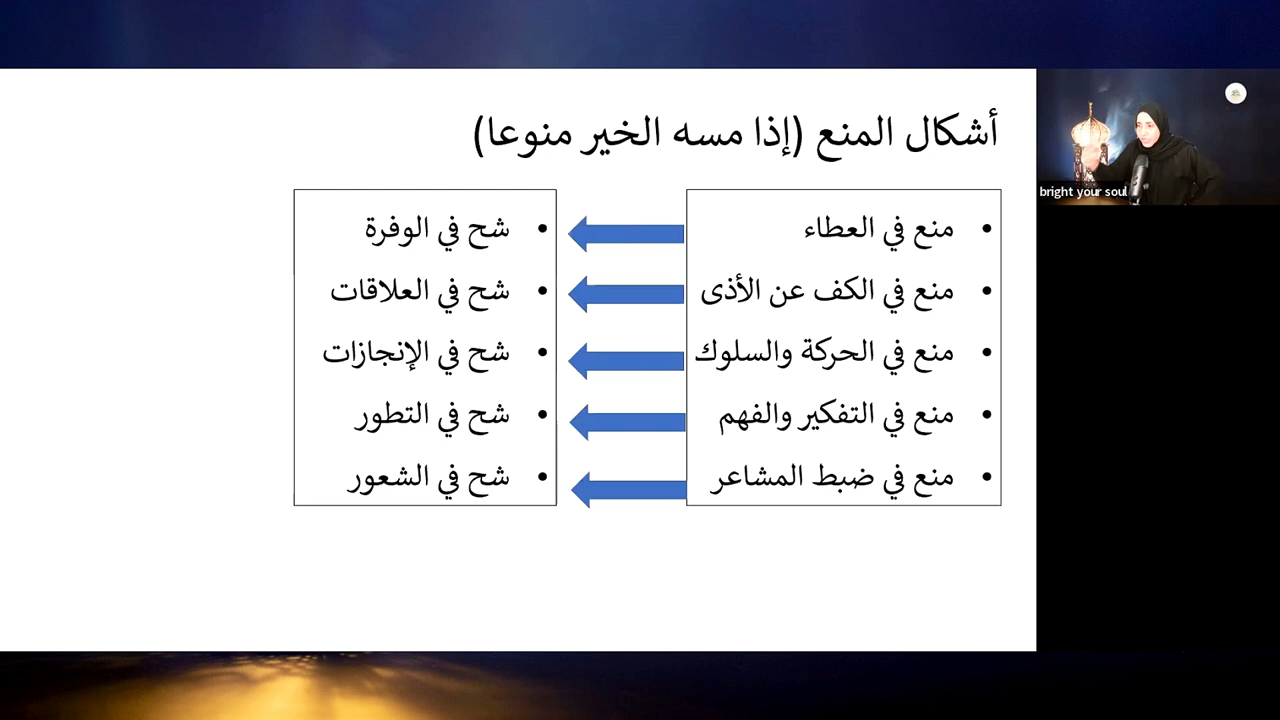 أشكال المنع (إذا مسه الخير منوعا)
• منع في العطاء
• منع في الكف عن الأذى
• منع في الحركة والسلوك
• منع في التفكير والفهم
• منع في ضبط المشاعر
• شح في الوفرة
• شح في العلاقات
• شح في الإنجازات
• شح في التطور
• شح في الشعور
bright your soul